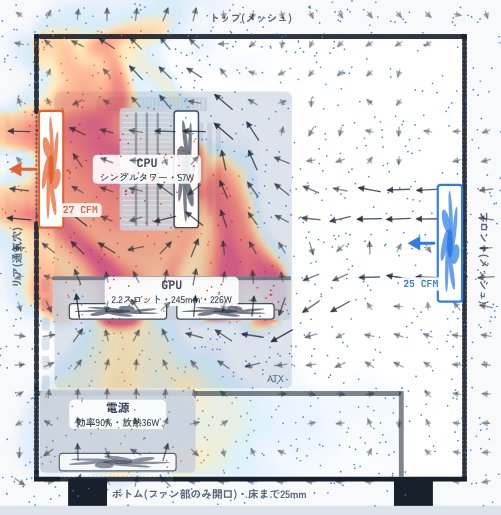 トップ(メッシュ)
CPU
シングルタワー・57W
27 CFM
リア(通気穴)
フロント(メッシュ)
25 CFM
GPU
2.2スロット・245mm・226W
ATX
電源
効率90%・放熱36W
ボトム(ファン部のみ開口)・床まで25mm